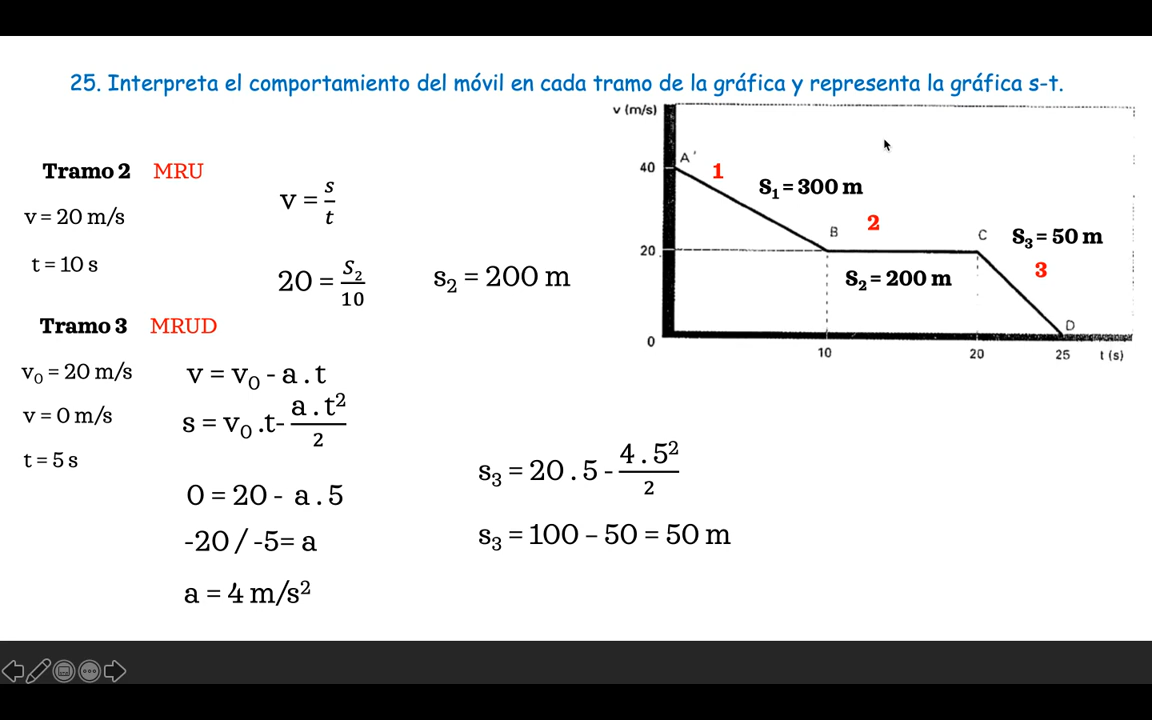 25. Interpreta el comportamiento del móvil en cada tramo de la gráfica y representa la gráfica s-t.
Tramo 2 MRU
v = 20 m/s
t = 10 s
v = s/t
20 = S₂/10
s₂ = 200 m
Tramo 3 MRUD
v₀ = 20 m/s
v = 0 m/s
t = 5 s
v = v₀ - a . t
s = v₀ .t- a . t²/2
0 = 20 - a . 5
-20 / -5= a
a = 4 m/s²
s₃ = 20 . 5 - 4 . 5²/2
s₃ = 100 – 50 = 50 m
v (m/s)
40
20
0
A'
1
S₁ = 300 m
B
2
S₂ = 200 m
C
S₃ = 50 m
3
D
10
20
25
t (s)